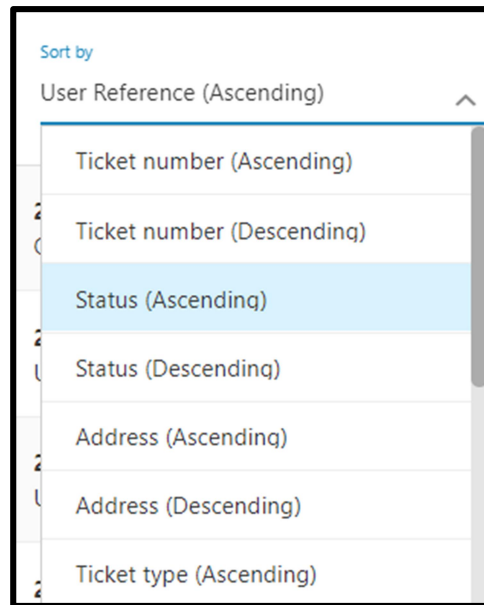 Sort by
User Reference (Ascending)
Ticket number (Ascending)
Ticket number (Descending)
Status (Ascending)
Status (Descending)
Address (Ascending)
Address (Descending)
Ticket type (Ascending)